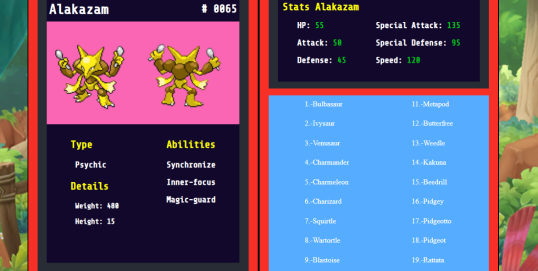 Alakazam # 0065
Type Abilities
Psychic Synchronize
Details Inner-focus
Magic-guard
Weight: 480
Height: 15
Stats Alakazam
HP: 55 Special Attack: 135
Attack: 50 Special Defense: 95
Defense: 45 Speed: 120
1.-Bulbasaur 11.-Metapod
2.-Ivysaur 12.-Butterfree
3.-Venusaur 13.-Weedle
4.-Charmander 14.-Kakuna
5.-Charmeleon 15.-Beedrill
6.-Charizard 16.-Pidgey
7.-Squirtle 17.-Pidgeotto
8.-Wartortle 18.-Pidgeot
9.-Blastoise 19.-Rattata